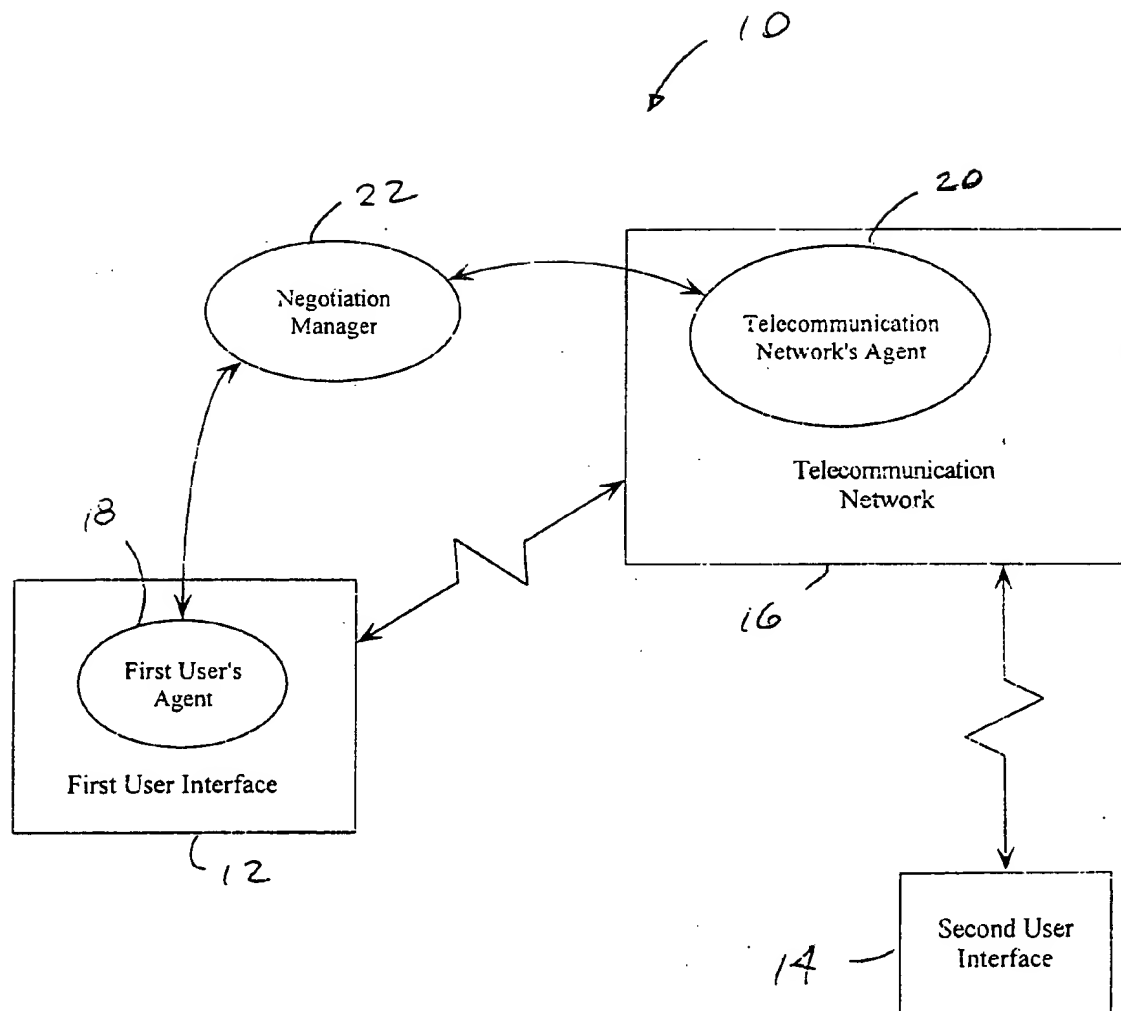 10
22
20
Negotiation
Manager
Telecommunication
Network's Agent
Telecommunication
Network
18
16
First User's
Agent
First User Interface
12
Second User
Interface
14